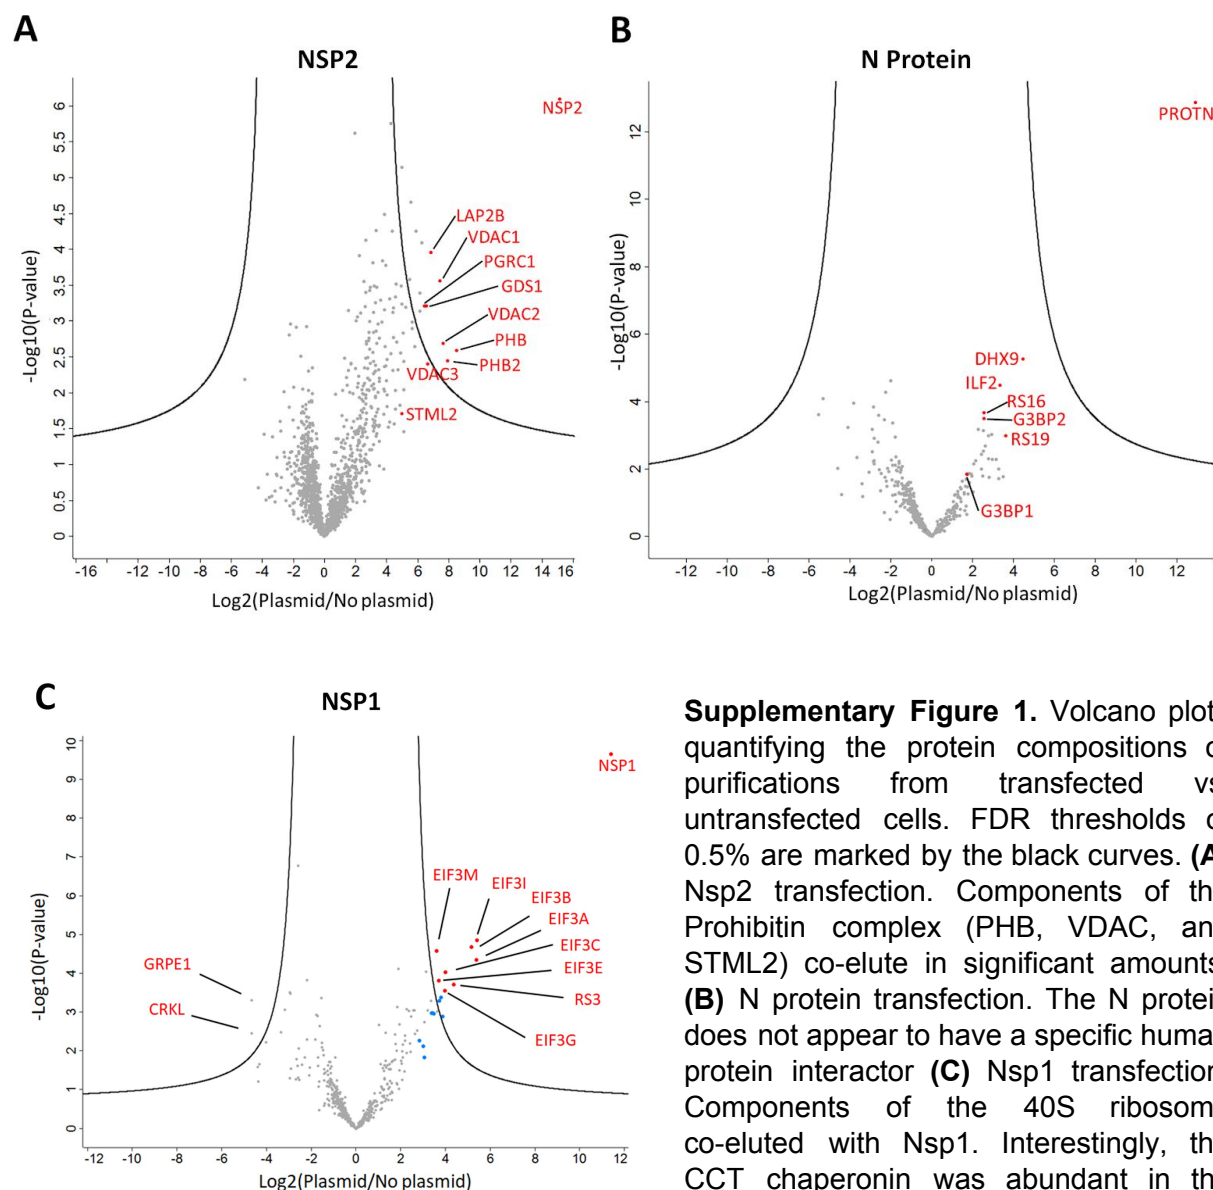 A
NSP2
-Log10(P-value)
6
5.5
5
4.5
4
3.5
3
2.5
2
1.5
1
0.5
0
NSP2
LAP2B
VDAC1
PGRC1
GDS1
VDAC2
PHB
PHB2
VDAC3
STML2
-16 -12 -10 -8 -6 -4 -2 0 2 4 6 8 10 12 14 16
Log2(Plasmid/No plasmid)
B
N Protein
-Log10(P-value)
12
10
8
6
4
2
0
PROTN
DHX9
ILF2
RS16
G3BP2
RS19
G3BP1
-12 -10 -8 -6 -4 -2 0 2 4 6 8 10 12
Log2(Plasmid/No plasmid)
C
NSP1
-Log10(P-value)
10
9
8
7
6
5
4
3
2
1
0
NSP1
EIF3M
EIF3I
EIF3B
EIF3A
EIF3C
EIF3E
RS3
EIF3G
GRPE1
CRKL
-12 -10 -8 -6 -4 -2 0 2 4 6 8 10 12
Log2(Plasmid/No plasmid)
Supplementary Figure 1. Volcano plot
quantifying the protein compositions o
purifications from transfected vs
untransfected cells. FDR thresholds o
0.5% are marked by the black curves. (A
Nsp2 transfection. Components of th
Prohibitin complex (PHB, VDAC, an
STML2) co-elute in significant amounts
(B) N protein transfection. The N protei
does not appear to have a specific huma
protein interactor (C) Nsp1 transfection
Components of the 40S ribosom
co-eluted with Nsp1. Interestingly, th
CCT chaperonin was abundant in th